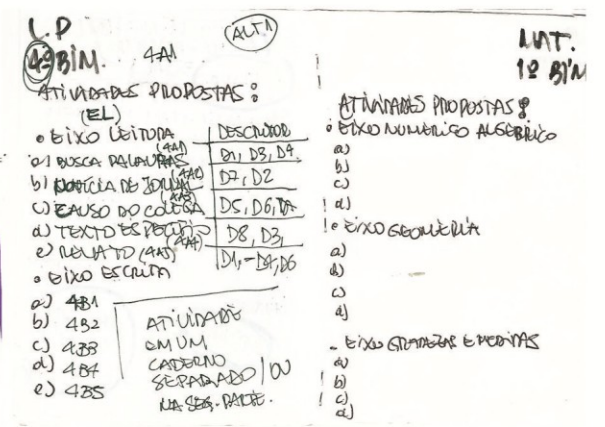 L.P
ALT.1
4º BIM. 4A1
ATIVIDADES PROPOSTAS:
(EL)
• EIXO LEITURA
DESCRITOR
a) BUSCA PALAVRAS (4A1) D1, D3, D4
b) NOTÍCIA DE JORNAL (4A2) D7, D2
c) CAUSO DO COLEGA (4A3) D5, D6,
d) TEXTO ESPECÍFICO (4A4) D8, D3,
e) RELATO (4A5) D1, - D4, D6
• EIXO ESCRITA
a) 4B1
b) 4B2
c) 4B3
d) 4B4
e) 4B5
ATIVIDADE
EM UM
CADERNO
SEPARADO / OU
NA SEG. PARTE.
MAT.
1º BIM
ATIVIDADES PROPOSTAS:
• EIXO NUMÉRICO ALGÉBRICO
a)
b)
c)
d)
• EIXO GEOMETRIA
a)
b)
c)
d)
- EIXO GRANDEZAS E MEDIDAS
a)
b)
c)
d)